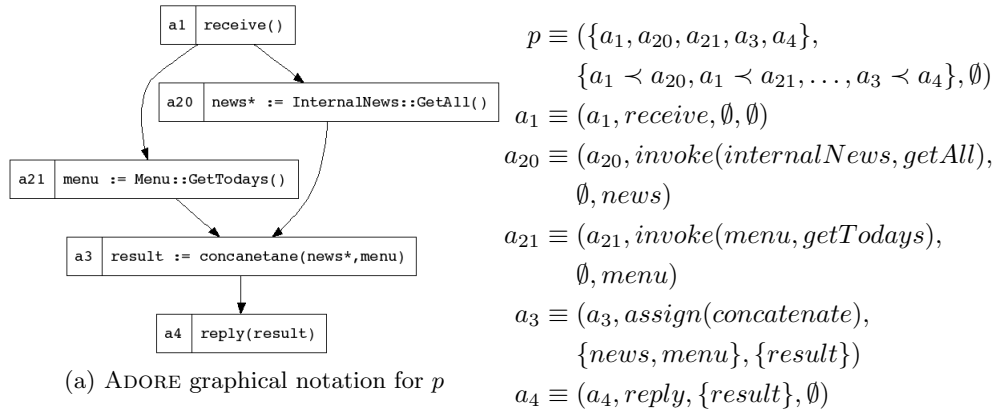 a1 receive()
a20 news* := InternalNews::GetAll()
a21 menu := Menu::GetTodays()
a3 result := concanetane(news*,menu)
a4 reply(result)
(a) ADORE graphical notation for p
p ≡ ({a₁, a₂₀, a₂₁, a₃, a₄},
{a₁ ≺ a₂₀, a₁ ≺ a₂₁, . . . , a₃ ≺ a₄}, ∅)
a₁ ≡ (a₁, receive, ∅, ∅)
a₂₀ ≡ (a₂₀, invoke(internalNews, getAll),
∅, news)
a₂₁ ≡ (a₂₁, invoke(menu, getTodays),
∅, menu)
a₃ ≡ (a₃, assign(concatenate),
{news, menu}, {result})
a₄ ≡ (a₄, reply, {result}, ∅)